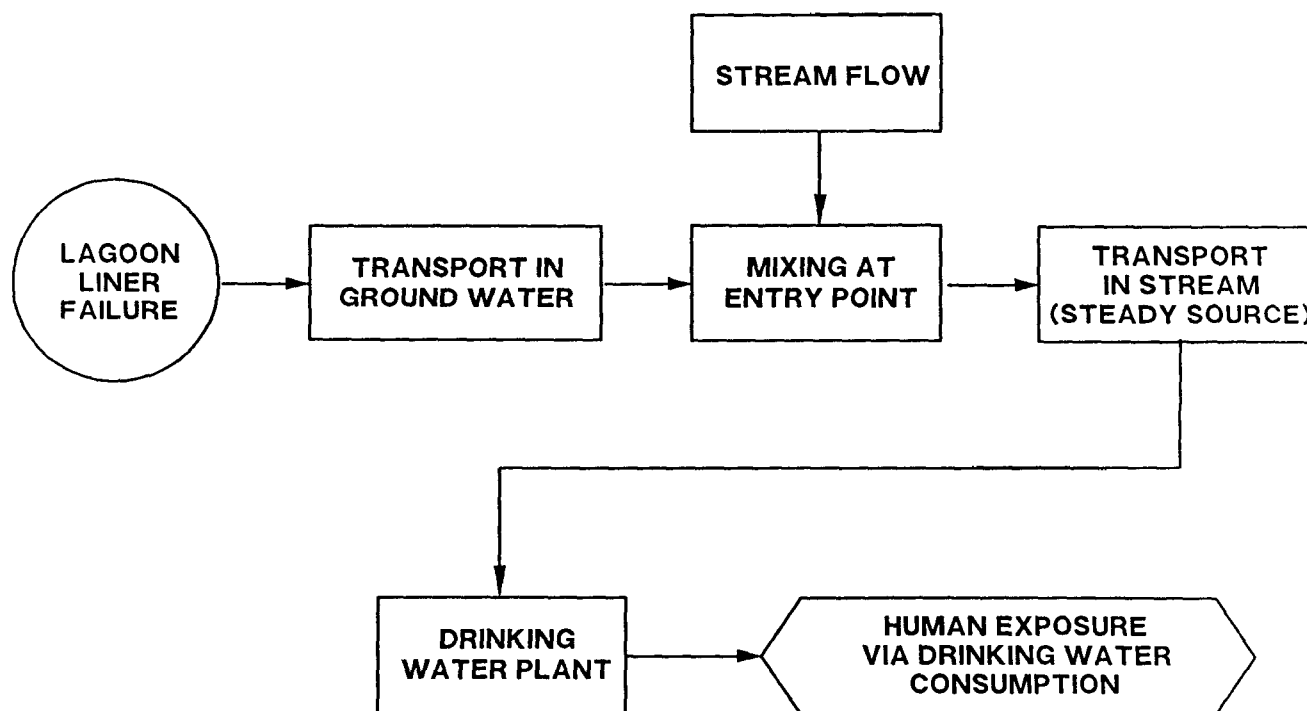 STREAM FLOW
LAGOON
LINER
FAILURE
TRANSPORT IN
GROUND WATER
MIXING AT
ENTRY POINT
TRANSPORT
IN STREAM
(STEADY SOURCE)
DRINKING
WATER PLANT
HUMAN EXPOSURE
VIA DRINKING WATER
CONSUMPTION